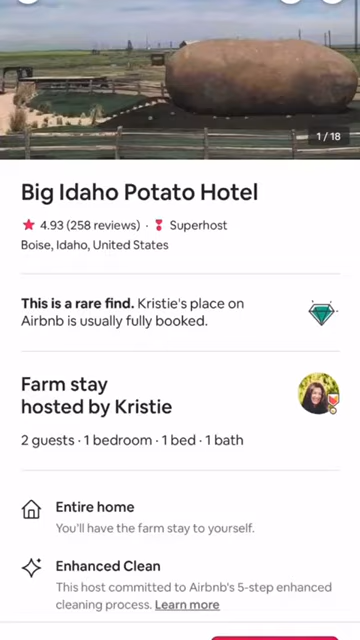 1 / 18
Big Idaho Potato Hotel
4.93 (258 reviews) · Superhost
Boise, Idaho, United States
This is a rare find. Kristie's place on
Airbnb is usually fully booked.
Farm stay
hosted by Kristie
2 guests · 1 bedroom · 1 bed · 1 bath
Entire home
You'll have the farm stay to yourself.
Enhanced Clean
This host committed to Airbnb's 5-step enhanced
cleaning process. Learn more